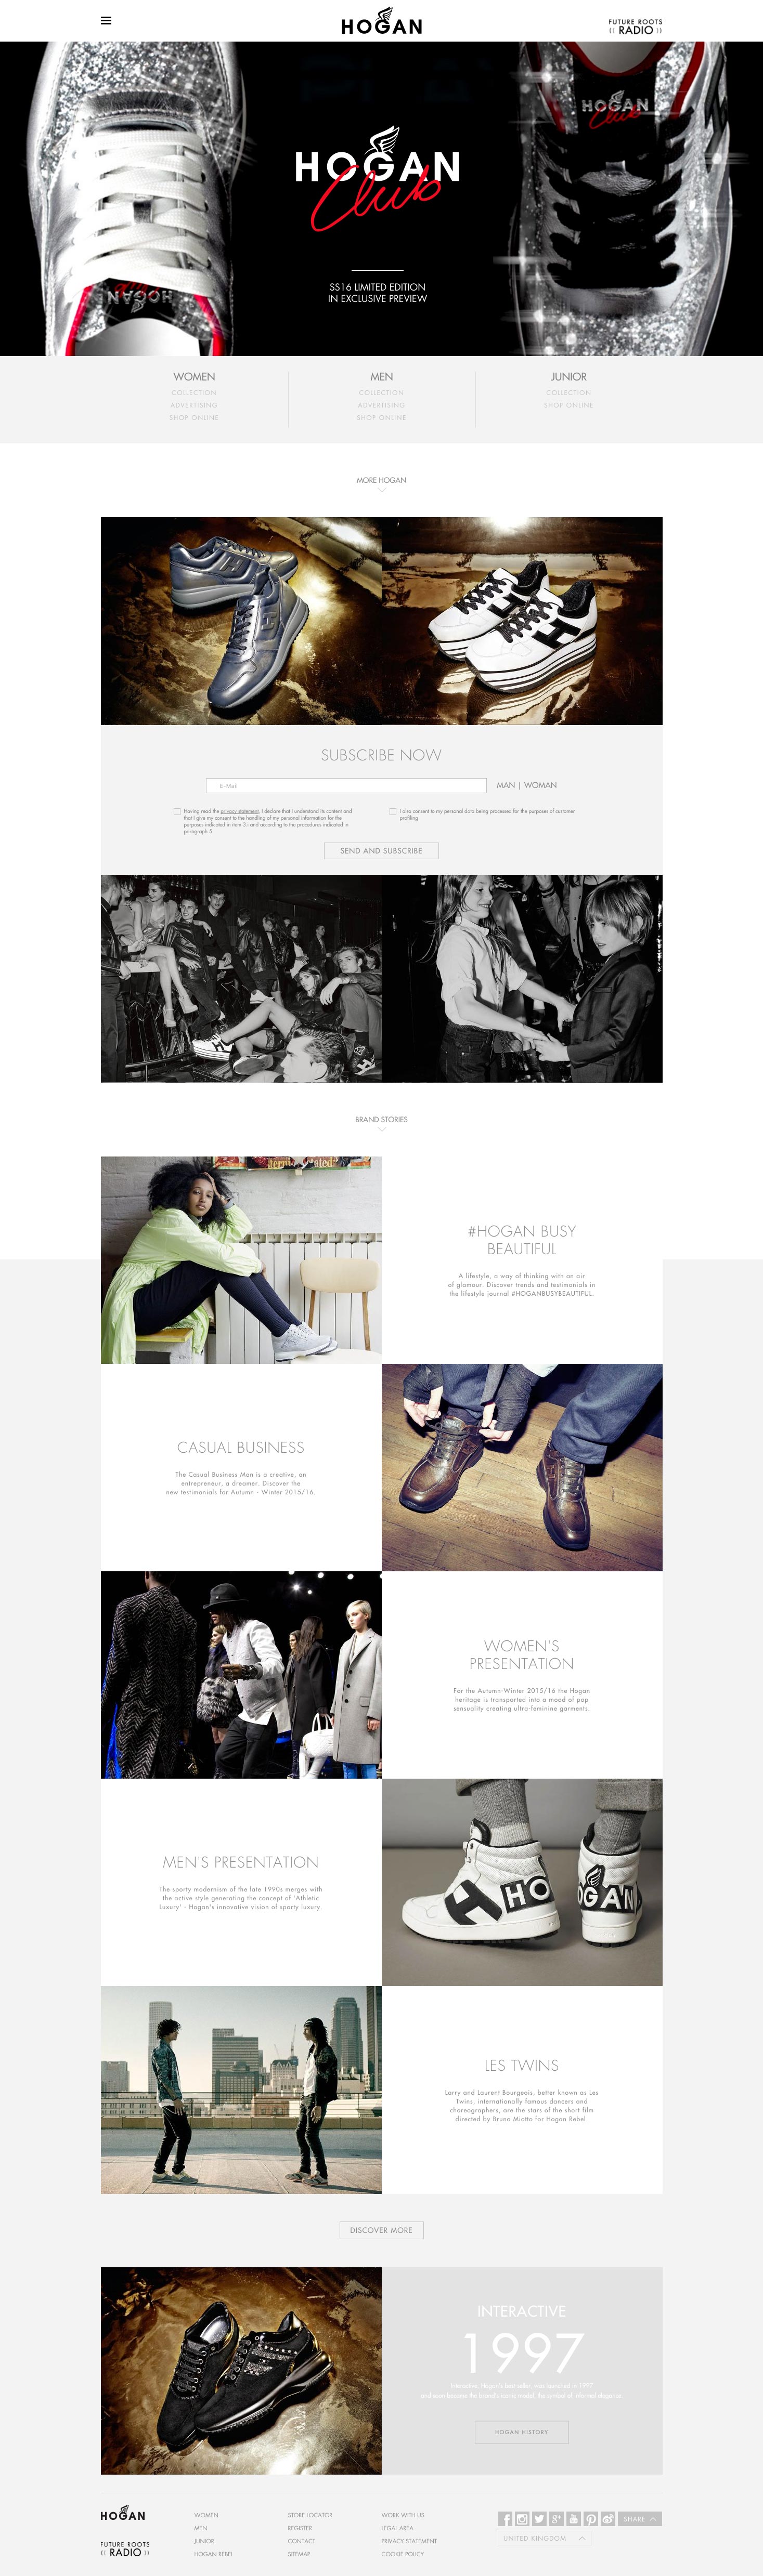 HOGAN
FUTURE ROOTS
(( RADIO ))
HOGAN
Club
HOGAN
Club
HOGAN
SS16 LIMITED EDITION
IN EXCLUSIVE PREVIEW
WOMEN
COLLECTION
ADVERTISING
SHOP ONLINE
MEN
COLLECTION
ADVERTISING
SHOP ONLINE
JUNIOR
COLLECTION
SHOP ONLINE
MORE HOGAN
SUBSCRIBE NOW
E-Mail
MAN | WOMAN
Having read the privacy statement, I declare that I understand its content and
that I give my consent to the handling of my personal information for the
purposes indicated in item 3.i and according to the procedures indicated in
paragraph 5
I also consent to my personal data being processed for the purposes of customer
profiling
SEND AND SUBSCRIBE
BRAND STORIES
#HOGAN BUSY
BEAUTIFUL
A lifestyle, a way of thinking with an air
of glamour. Discover trends and testimonials in
the lifestyle journal #HOGANBUSYBEAUTIFUL.
CASUAL BUSINESS
The Casual Business Man is a creative, an
entrepreneur, a dreamer. Discover the
new testimonials for Autumn - Winter 2015/16.
WOMEN'S
PRESENTATION
For the Autumn-Winter 2015/16 the Hogan
heritage is transported into a mood of pop
sensuality creating ultra-feminine garments.
MEN'S PRESENTATION
The sporty modernism of the late 1990s merges with
the active style generating the concept of 'Athletic
Luxury' - Hogan's innovative vision of sporty luxury.
H HO
OGAN
LES TWINS
Larry and Laurent Bourgeois, better known as Les
Twins, internationally famous dancers and
choreographers, are the stars of the short film
directed by Bruno Miotto for Hogan Rebel.
DISCOVER MORE
INTERACTIVE
1997
Interactive, Hogan's best seller, was launched in 1997
and soon became the brand's iconic model, the symbol of informal elegance.
HOGAN HISTORY
HOGAN
FUTURE ROOTS
(( RADIO ))
WOMEN
MEN
JUNIOR
HOGAN REBEL
STORE LOCATOR
REGISTER
CONTACT
SITEMAP
WORK WITH US
LEGAL AREA
PRIVACY STATEMENT
COOKIE POLICY
SHARE
UNITED KINGDOM